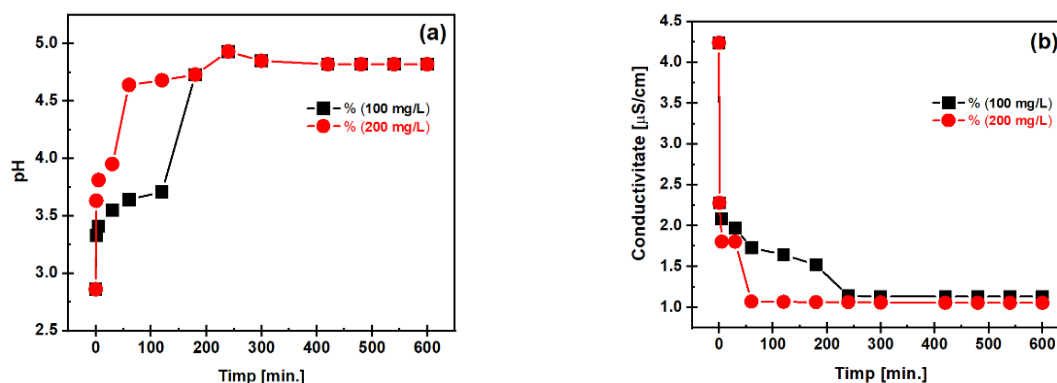 (a)
pH
5.0
4.5
4.0
3.5
3.0
2.5
% (100 mg/L)
% (200 mg/L)
0 100 200 300 400 500 600
Timp [min.]
(b)
Conductivitate [µS/cm]
4.5
4.0
3.5
3.0
2.5
2.0
1.5
1.0
% (100 mg/L)
% (200 mg/L)
0 100 200 300 400 500 600
Timp [min.]